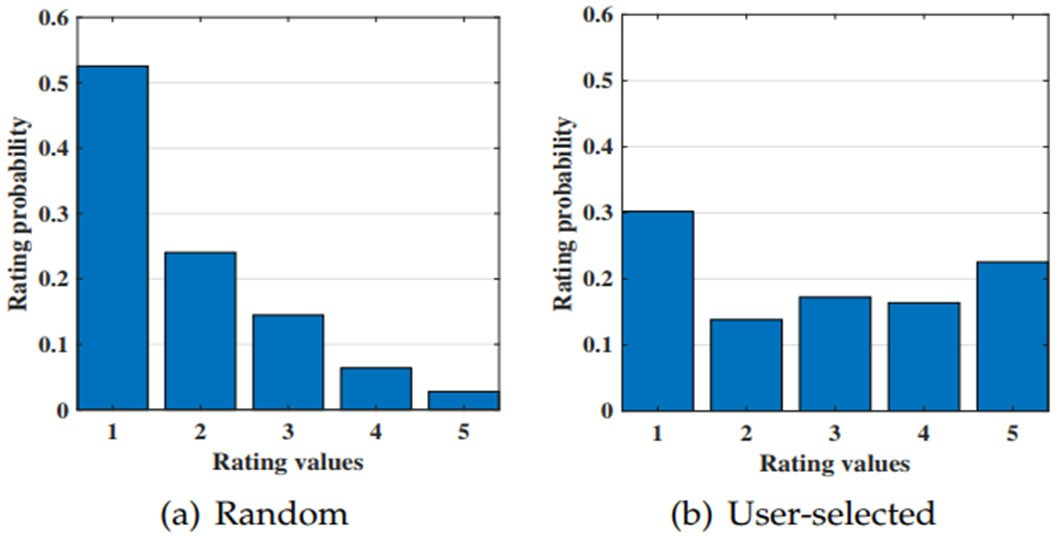 0.6
0.5
0.4
0.3
0.2
0.1
0
Rating probability
1 2 3 4 5
Rating values
(a) Random
0.6
0.5
0.4
0.3
0.2
0.1
0
Rating probability
1 2 3 4 5
Rating values
(b) User-selected